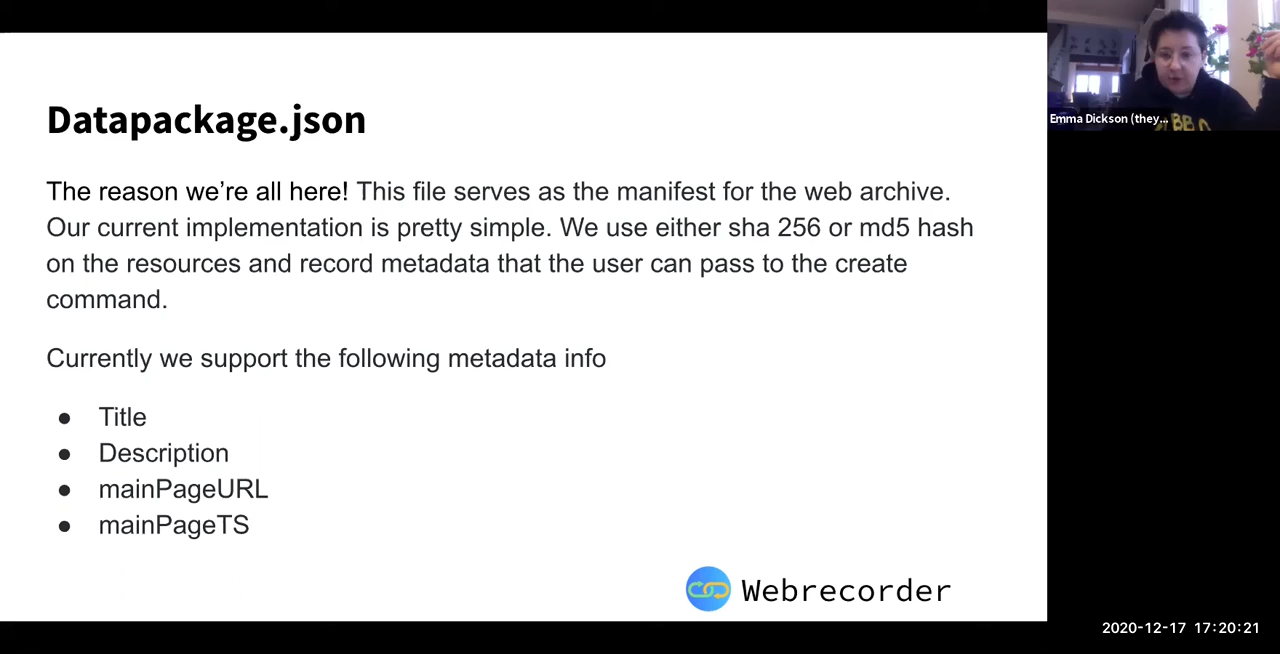 Datapackage.json
The reason we're all here! This file serves as the manifest for the web archive.
Our current implementation is pretty simple. We use either sha 256 or md5 hash
on the resources and record metadata that the user can pass to the create
command.
Currently we support the following metadata info
● Title
● Description
● mainPageURL
● mainPageTS
Webrecorder
Emma Dickson (they...
2020-12-17 17:20:21